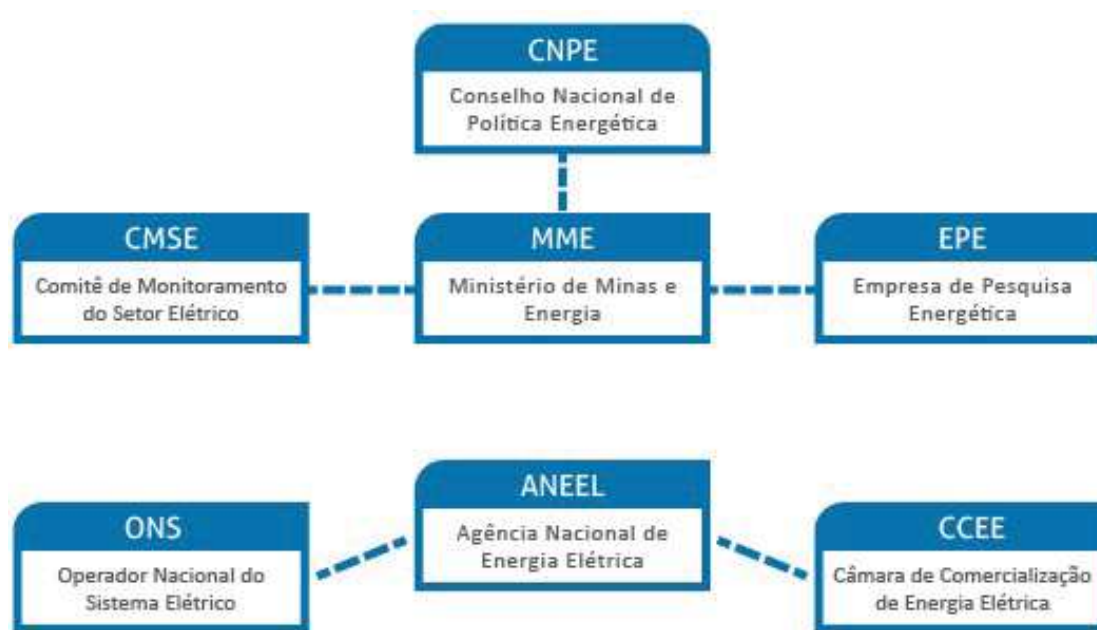 CNPE
Conselho Nacional de
Política Energética
CMSE
Comitê de Monitoramento
do Setor Elétrico
MME
Ministério de Minas e
Energia
EPE
Empresa de Pesquisa
Energética
ONS
Operador Nacional do
Sistema Elétrico
ANEEL
Agência Nacional de
Energia Elétrica
CCEE
Câmara de Comercialização
de Energia Elétrica